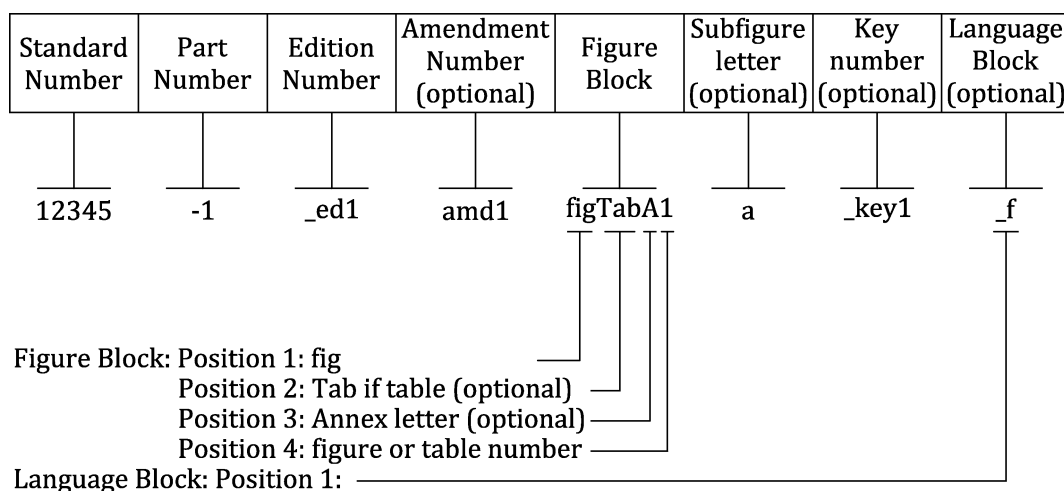 Standard Number
Part Number
Edition Number
Amendment Number (optional)
Figure Block
Subfigure letter (optional)
Key number (optional)
Language Block (optional)
12345
-1
_ed1
amd1
figTabA1
a
_key1
_f
Figure Block: Position 1: fig
Position 2: Tab if table (optional)
Position 3: Annex letter (optional)
Position 4: figure or table number
Language Block: Position 1: